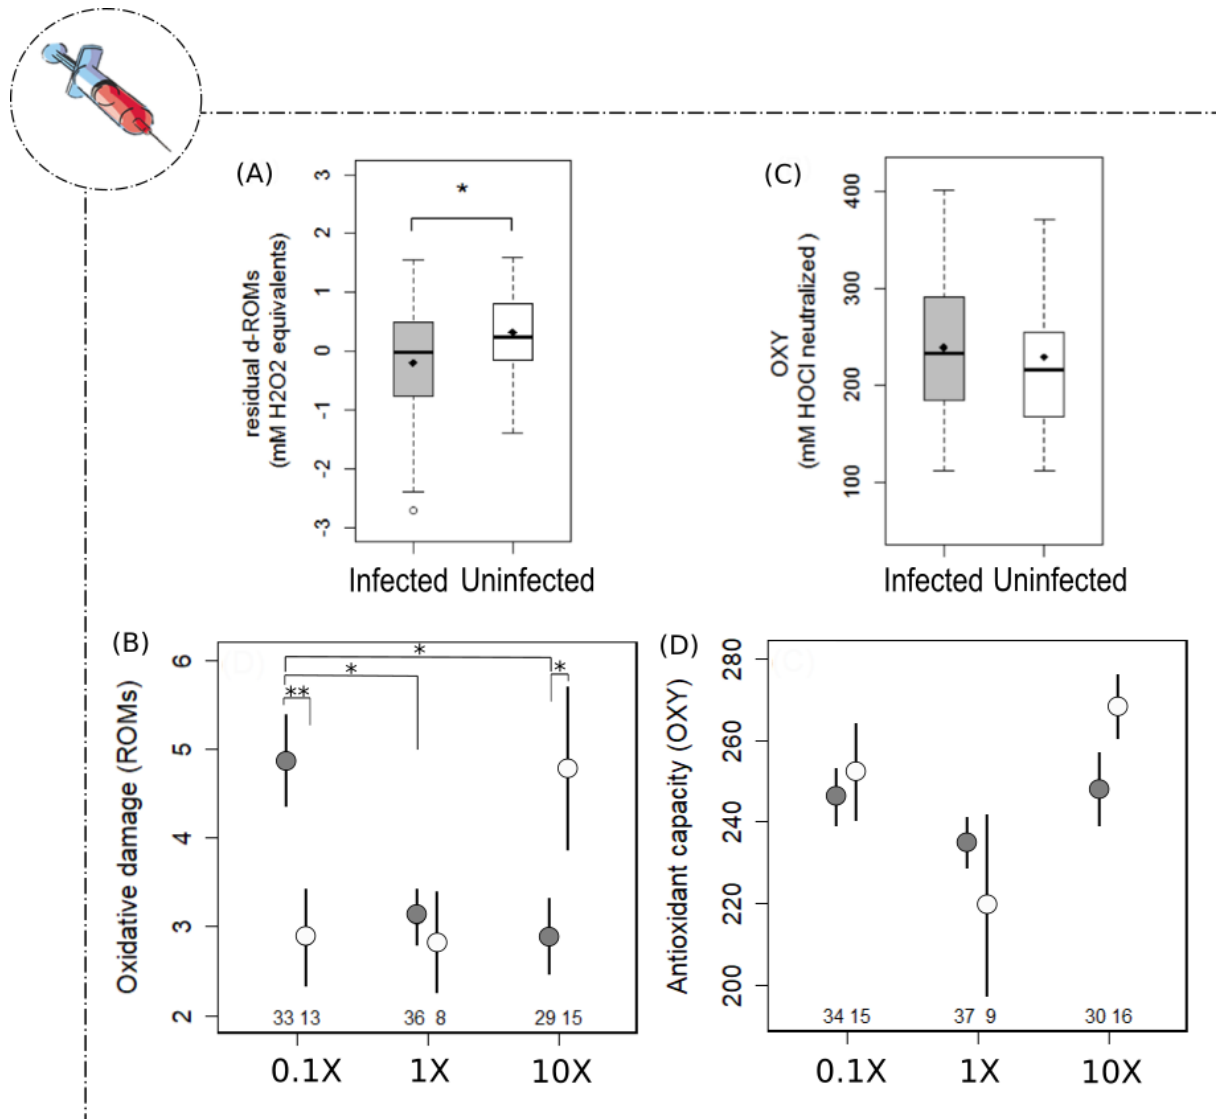 (A)
3
2
1
0
-1
-2
-3
residual d-ROMs
(mM H2O2 equivalents)
*
Infected Uninfected
(C)
400
300
200
100
OXY
(mM HOCl neutralized )
Infected Uninfected
(B)
6
5
4
3
2
Oxidative damage (ROMs)
(D)
*
*
*
**
33 13 36 8 29 15
0.1X 1X 10X
(D)
280
260
240
220
200
Antioxidant capacity (OXY)
(C)
34 15 37 9 30 16
0.1X 1X 10X